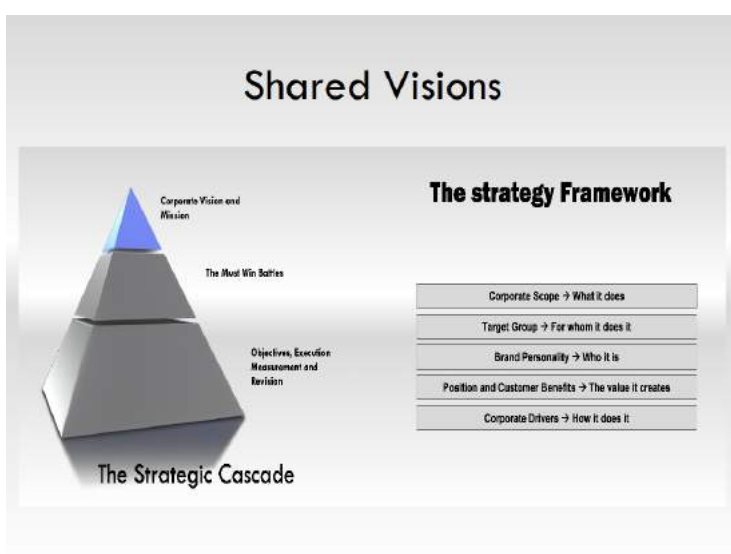 Shared Visions
Corporate Vision and
Mission
The Must Win Battles
Objectives, Execution
Measurement and
Revision
The Strategic Cascade
The strategy Framework
Corporate Scope → What it does
Target Group → For whom it does it
Brand Personality → Who it is
Position and Customer Benefits → The value it creates
Corporate Drivers → How it does it